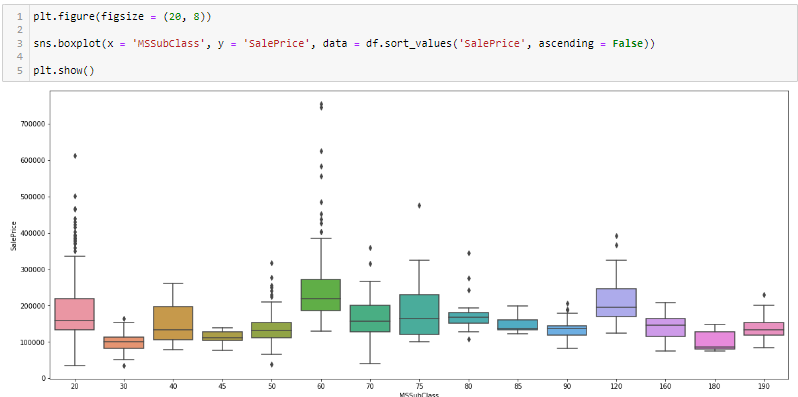 1 plt.figure(figsize = (20, 8))
2
3 sns.boxplot(x = 'MSSubClass', y = 'SalePrice', data = df.sort_values('SalePrice', ascending = False))
4
5 plt.show()
700000
600000
500000
400000
300000
200000
100000
0
SalePrice
20 30 40 45 50 60 70 75 80 85 90 120 160 180 190
MSSubClass